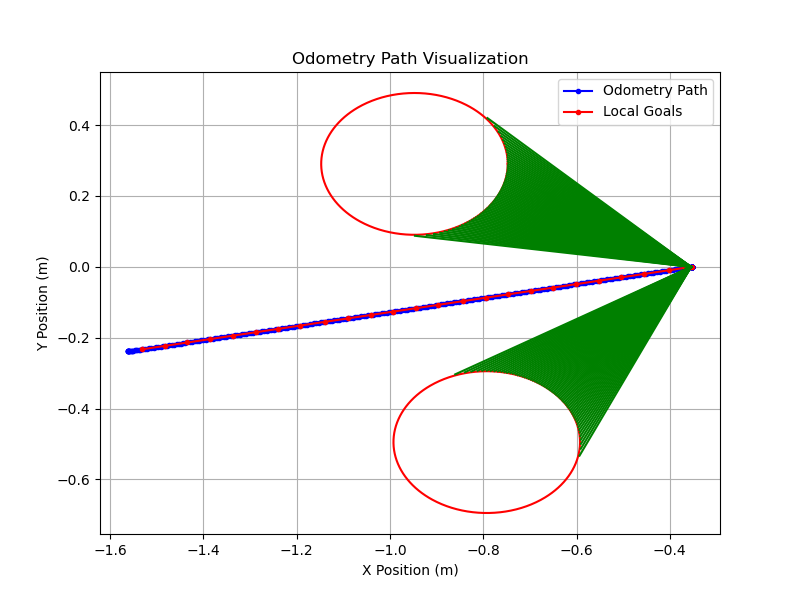 Odometry Path Visualization
Odometry Path
Local Goals
Y Position (m)
0.4
0.2
0.0
−0.2
−0.4
−0.6
−1.6
−1.4
−1.2
−1.0
−0.8
−0.6
−0.4
X Position (m)